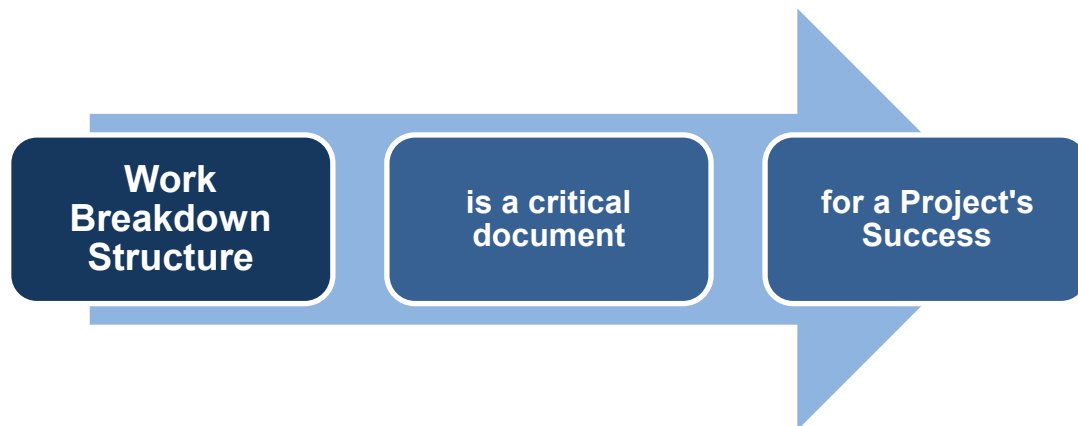 Work
Breakdown
Structure
is a critical
document
for a Project's
Success